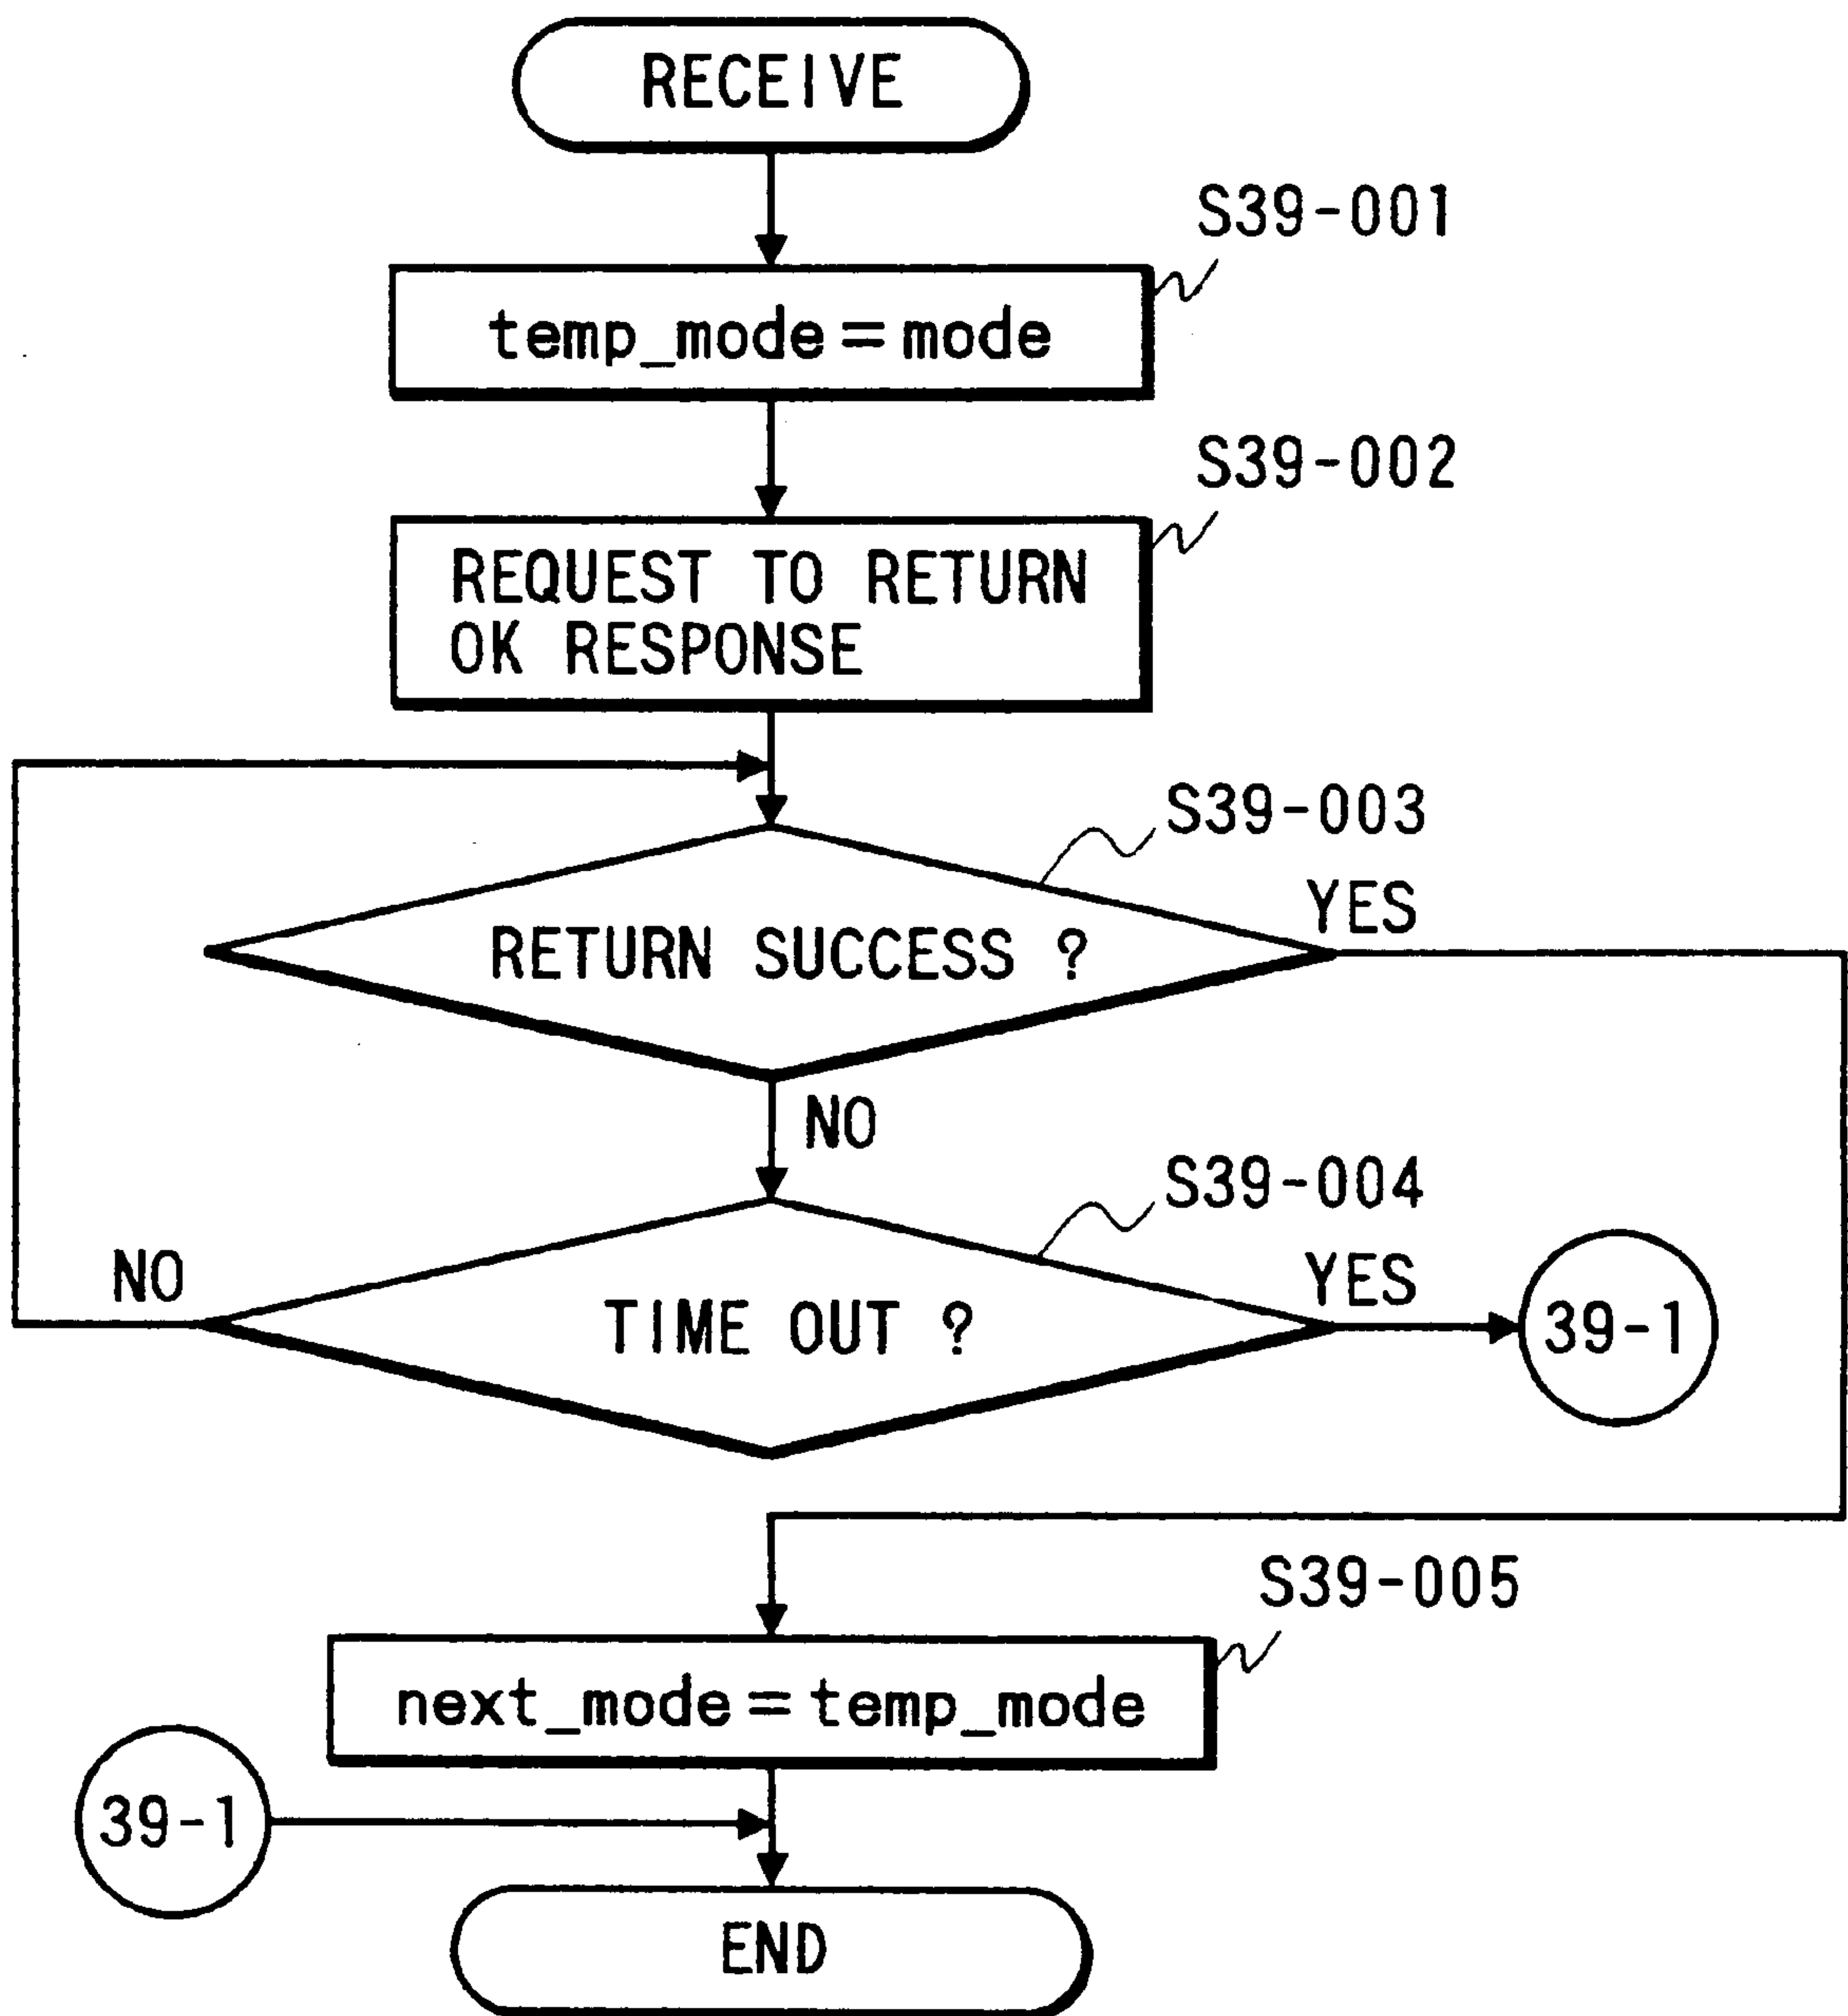 RECEIVE
S39-001
temp_mode=mode
S39-002
REQUEST TO RETURN
OK RESPONSE
S39-003
YES
RETURN SUCCESS ?
NO
S39-004
NO
YES
TIME OUT ?
39-1
S39-005
next_mode=temp_mode
39-1
END